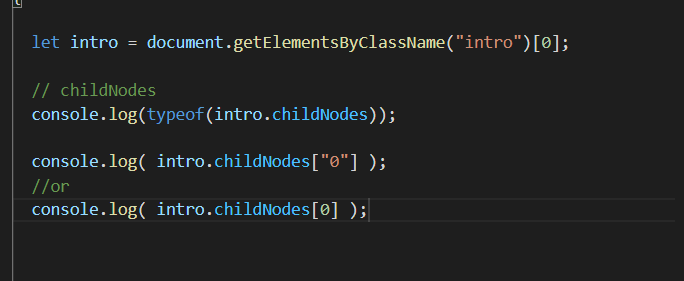 {
let intro = document.getElementsByClassName("intro")[0];
// childNodes
console.log(typeof(intro.childNodes));
console.log( intro.childNodes["0"] );
//or
console.log( intro.childNodes[0] );